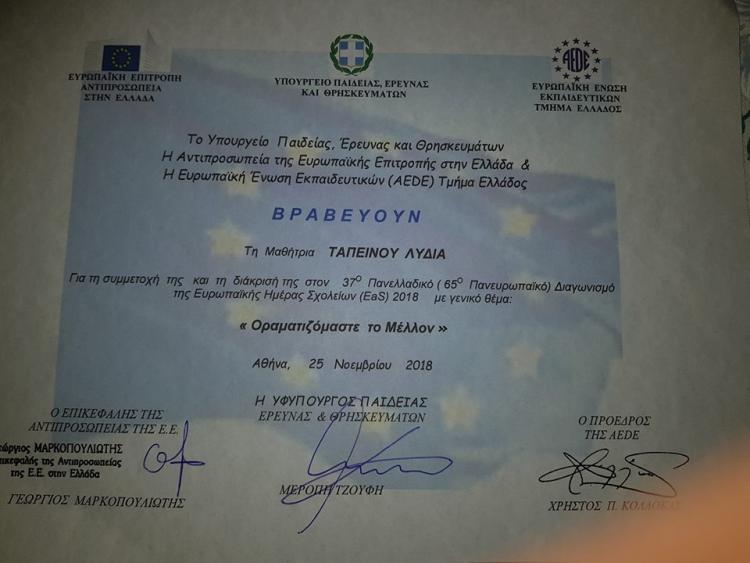 ΕΥΡΩΠΑΪΚΗ ΕΠΙΤΡΟΠΗ
ΑΝΤΙΠΡΟΣΩΠΕΙΑ
ΣΤΗΝ ΕΛΛΑΔΑ
ΥΠΟΥΡΓΕΙΟ ΠΑΙΔΕΙΑΣ, ΕΡΕΥΝΑΣ
ΚΑΙ ΘΡΗΣΚΕΥΜΑΤΩΝ
AEDE
ΕΥΡΩΠΑΪΚΗ ΕΝΩΣΗ
ΕΚΠΑΙΔΕΥΤΙΚΩΝ
ΤΜΗΜΑ ΕΛΛΑΔΟΣ
Το Υπουργείο Παιδείας, Έρευνας και Θρησκευμάτων
Η Αντιπροσωπεία της Ευρωπαϊκής Επιτροπής στην Ελλάδα &
Η Ευρωπαϊκή Ένωση Εκπαιδευτικών (AEDE) Τμήμα Ελλάδος
ΒΡΑΒΕΥΟΥΝ
Τη Μαθήτρια ΤΑΠΕΙΝΟΥ ΛΥΔΙΑ
Για τη συμμετοχή της και τη διάκρισή της στον 37Ο Πανελλαδικό ( 65Ο Πανευρωπαϊκό) Διαγωνισμό
της Ευρωπαϊκής Ημέρας Σχολείων (EaS) 2018 με γενικό θέμα:
« Οραματιζόμαστε το Μέλλον »
Αθήνα, 25 Νοεμβρίου 2018
Η ΥΦΥΠΟΥΡΓΟΣ ΠΑΙΔΕΙΑΣ
ΕΡΕΥΝΑΣ & ΘΡΗΣΚΕΥΜΑΤΩΝ
ΜΕΡΟΠΗ ΤΖΟΥΦΗ
Ο ΕΠΙΚΕΦΑΛΗΣ ΤΗΣ
ΑΝΤΙΠΡΟΣΩΠΕΙΑΣ ΤΗΣ Ε.Ε.
ΜΑΡΚΟΠΟΥΛΙΩΤΗΣ
της Αντιπροσωπείας
της Ε.Ε. στην Ελλάδα
ΓΕΩΡΓΙΟΣ ΜΑΡΚΟΠΟΥΛΙΩΤΗΣ
Ο ΠΡΟΕΔΡΟΣ
ΤΗΣ AEDE
ΧΡΗΣΤΟΣ Π.